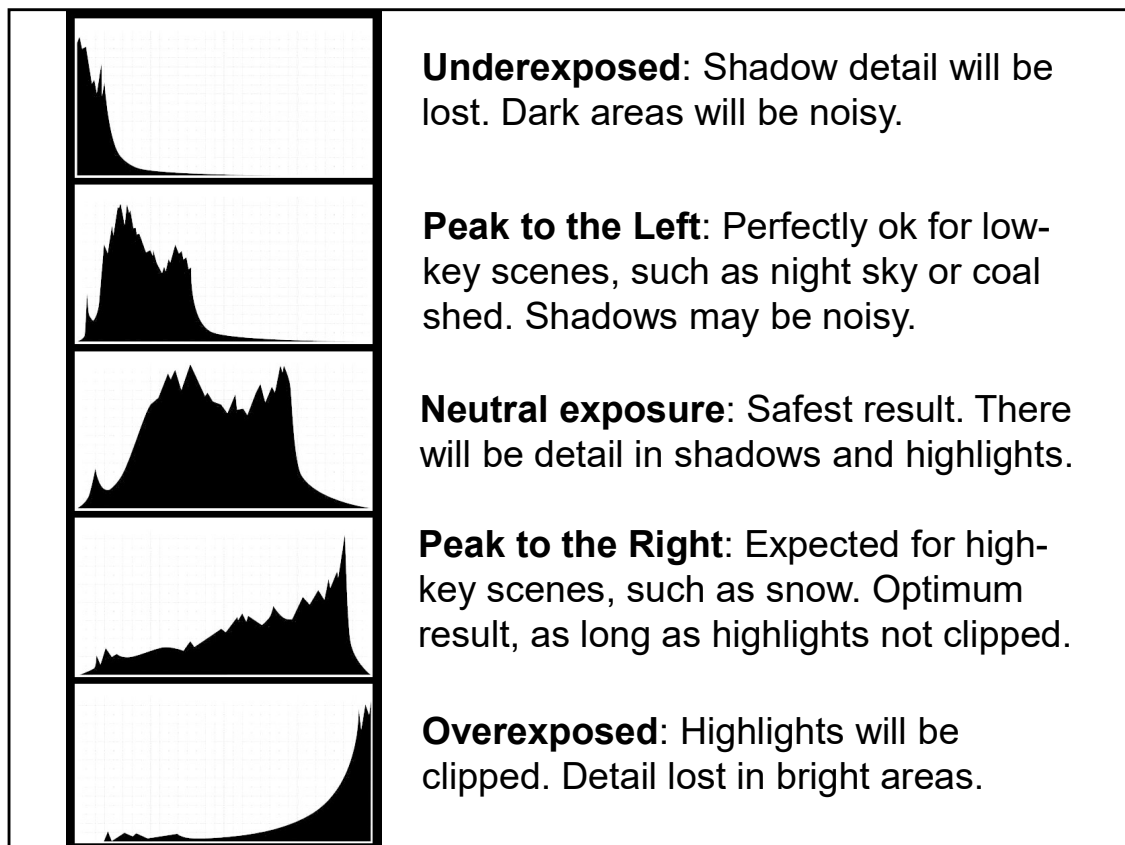 Underexposed: Shadow detail will be
lost. Dark areas will be noisy.
Peak to the Left: Perfectly ok for low-
key scenes, such as night sky or coal
shed. Shadows may be noisy.
Neutral exposure: Safest result. There
will be detail in shadows and highlights.
Peak to the Right: Expected for high-
key scenes, such as snow. Optimum
result, as long as highlights not clipped.
Overexposed: Highlights will be
clipped. Detail lost in bright areas.